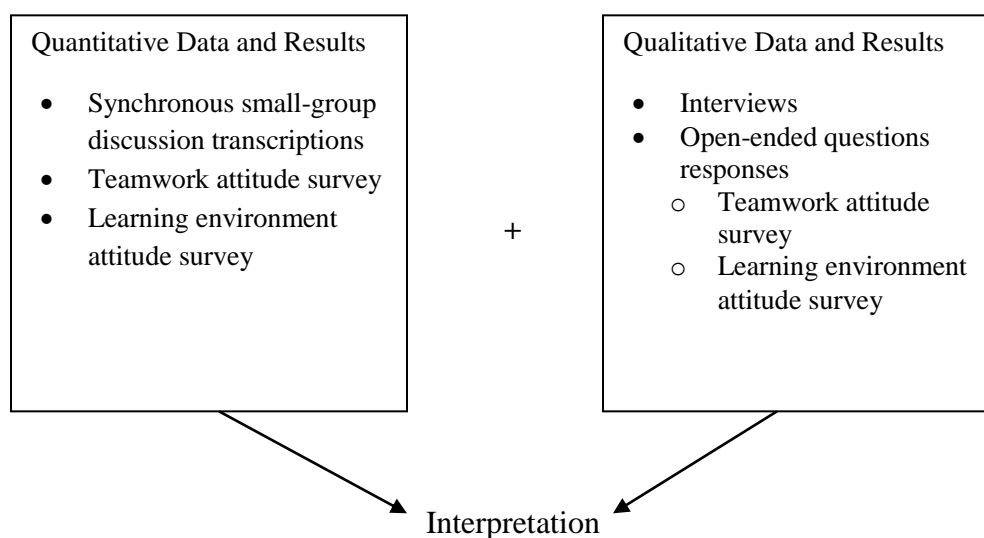 Quantitative Data and Results
• Synchronous small-group
discussion transcriptions
• Teamwork attitude survey
• Learning environment
attitude survey
+
Qualitative Data and Results
• Interviews
• Open-ended questions
responses
o Teamwork attitude
survey
o Learning environment
attitude survey
Interpretation